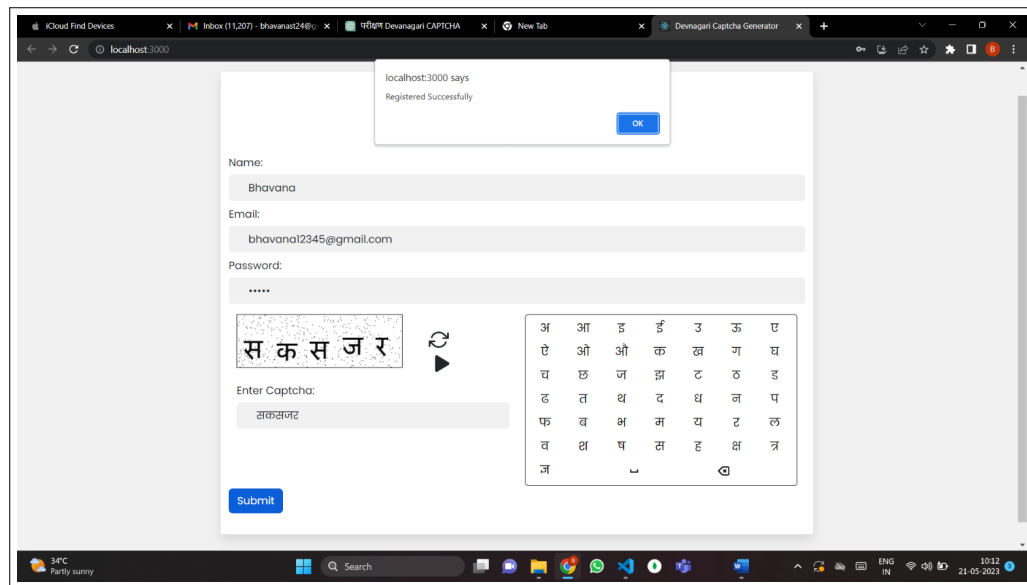 iCloud Find Devices
Inbox (11,207) - bhavanast24@g
परीक्षण Devanagari CAPTCHA
New Tab
Devnagari Captcha Generator
localhost:3000
B
localhost:3000 says
Registered Successfully
OK
Name:
Bhavana
Email:
bhavana12345@gmail.com
Password:
•••••
स क स ज र
Enter Captcha:
सकसजर
अ आ इ ई उ ऊ ए
ऐ ओ औ क ख ग घ
च छ ज झ ट ठ ड
ढ त थ द ध न प
फ ब भ म य र ल
व श ष स ह क्ष त्र
ज्ञ
Submit
34°C
Partly sunny
Search
ENG
IN
10:12
21-05-2023
3